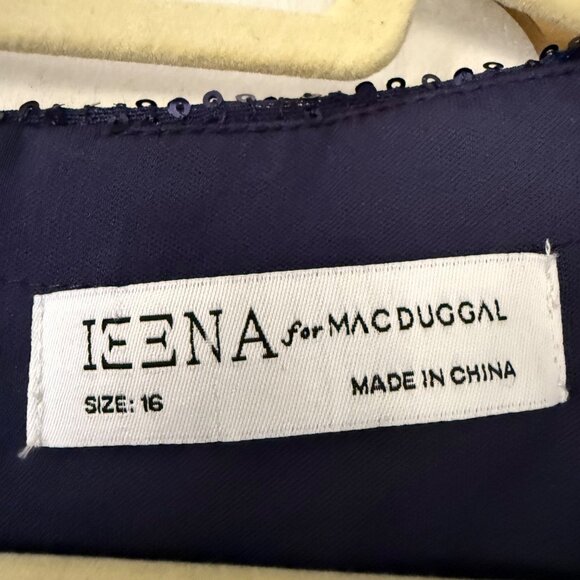 IEENA for MAC DUGGAL
SIZE: 16
MADE IN CHINA